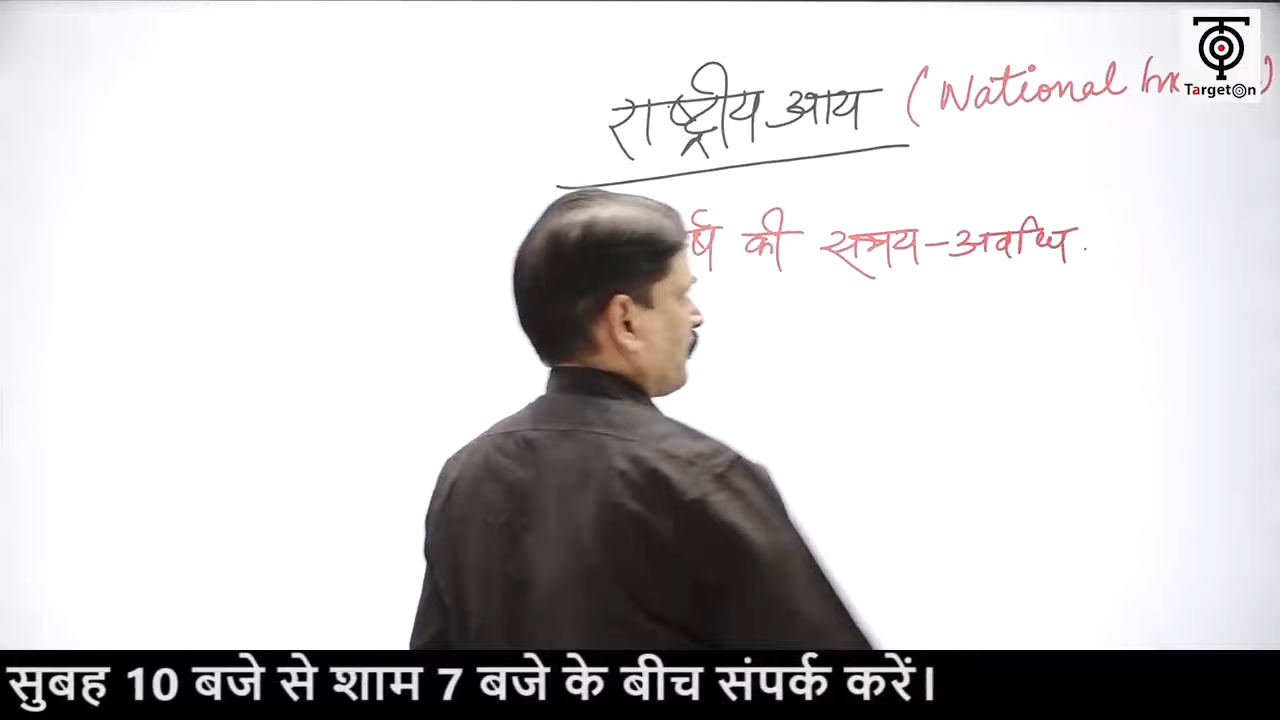 TargetOn
राष्ट्रीय आय (National
की समय-अवधि.
सुबह 10 बजे से शाम 7 बजे के बीच संपर्क करें।